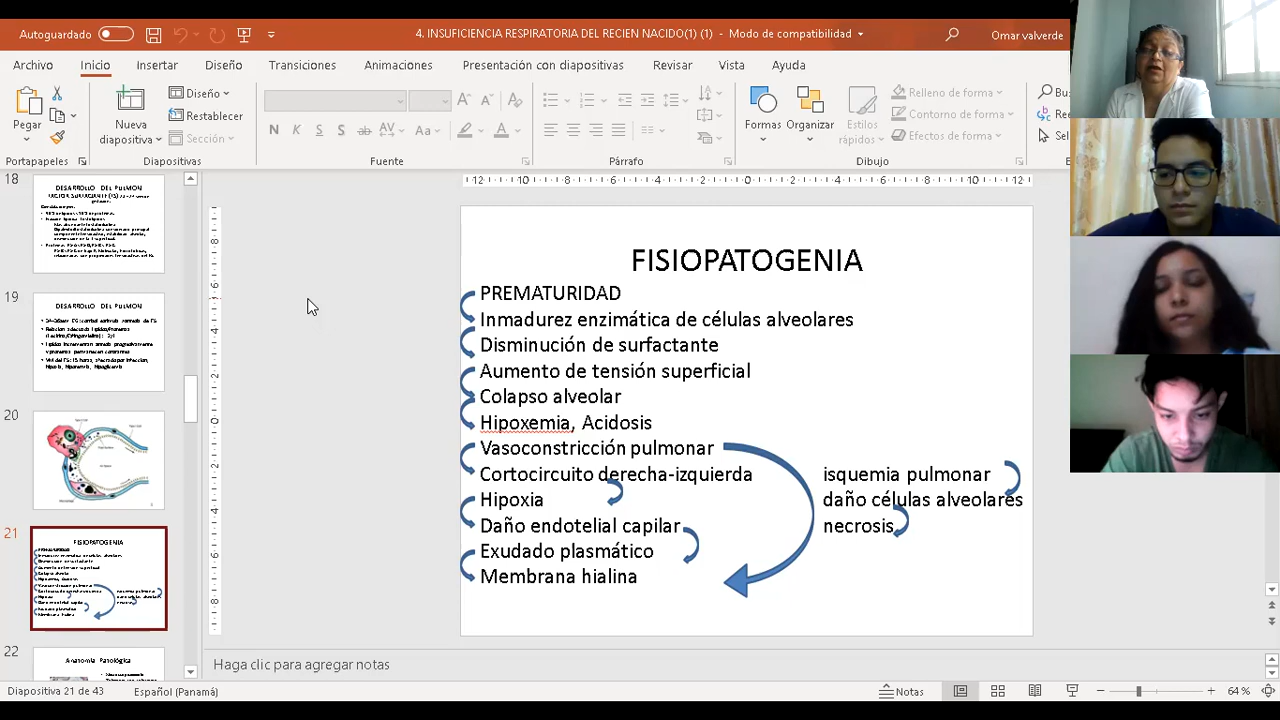 Autoguardado
4. INSUFICIENCIA RESPIRATORIA DEL RECIEN NACIDO(1) (1) - Modo de compatibilidad
Omar valverde
Archivo Inicio Insertar Diseño Transiciones Animaciones Presentación con diapositivas Revisar Vista Ayuda
Pegar
Nueva diapositiva
Diseño
Restablecer
Sección
Formas
Organizar
Estilos rápidos
Relleno de forma
Contorno de forma
Efectos de forma
Portapapeles Diapositivas Fuente Párrafo Dibujo
18
DESARROLLO DEL PULMON
19
DESARROLLO DEL PULMON
20
21
FISIOPATOGENIA
22
Anatomía Patológica
FISIOPATOGENIA
PREMATURIDAD
Inmadurez enzimática de células alveolares
Disminución de surfactante
Aumento de tensión superficial
Colapso alveolar
Hipoxemia, Acidosis
Vasoconstricción pulmonar
Cortocircuito derecha-izquierda
Hipoxia
Daño endotelial capilar
Exudado plasmático
Membrana hialina
isquemia pulmonar
daño células alveolares
necrosis
Haga clic para agregar notas
Diapositiva 21 de 43 Español (Panamá) Notas 64 %